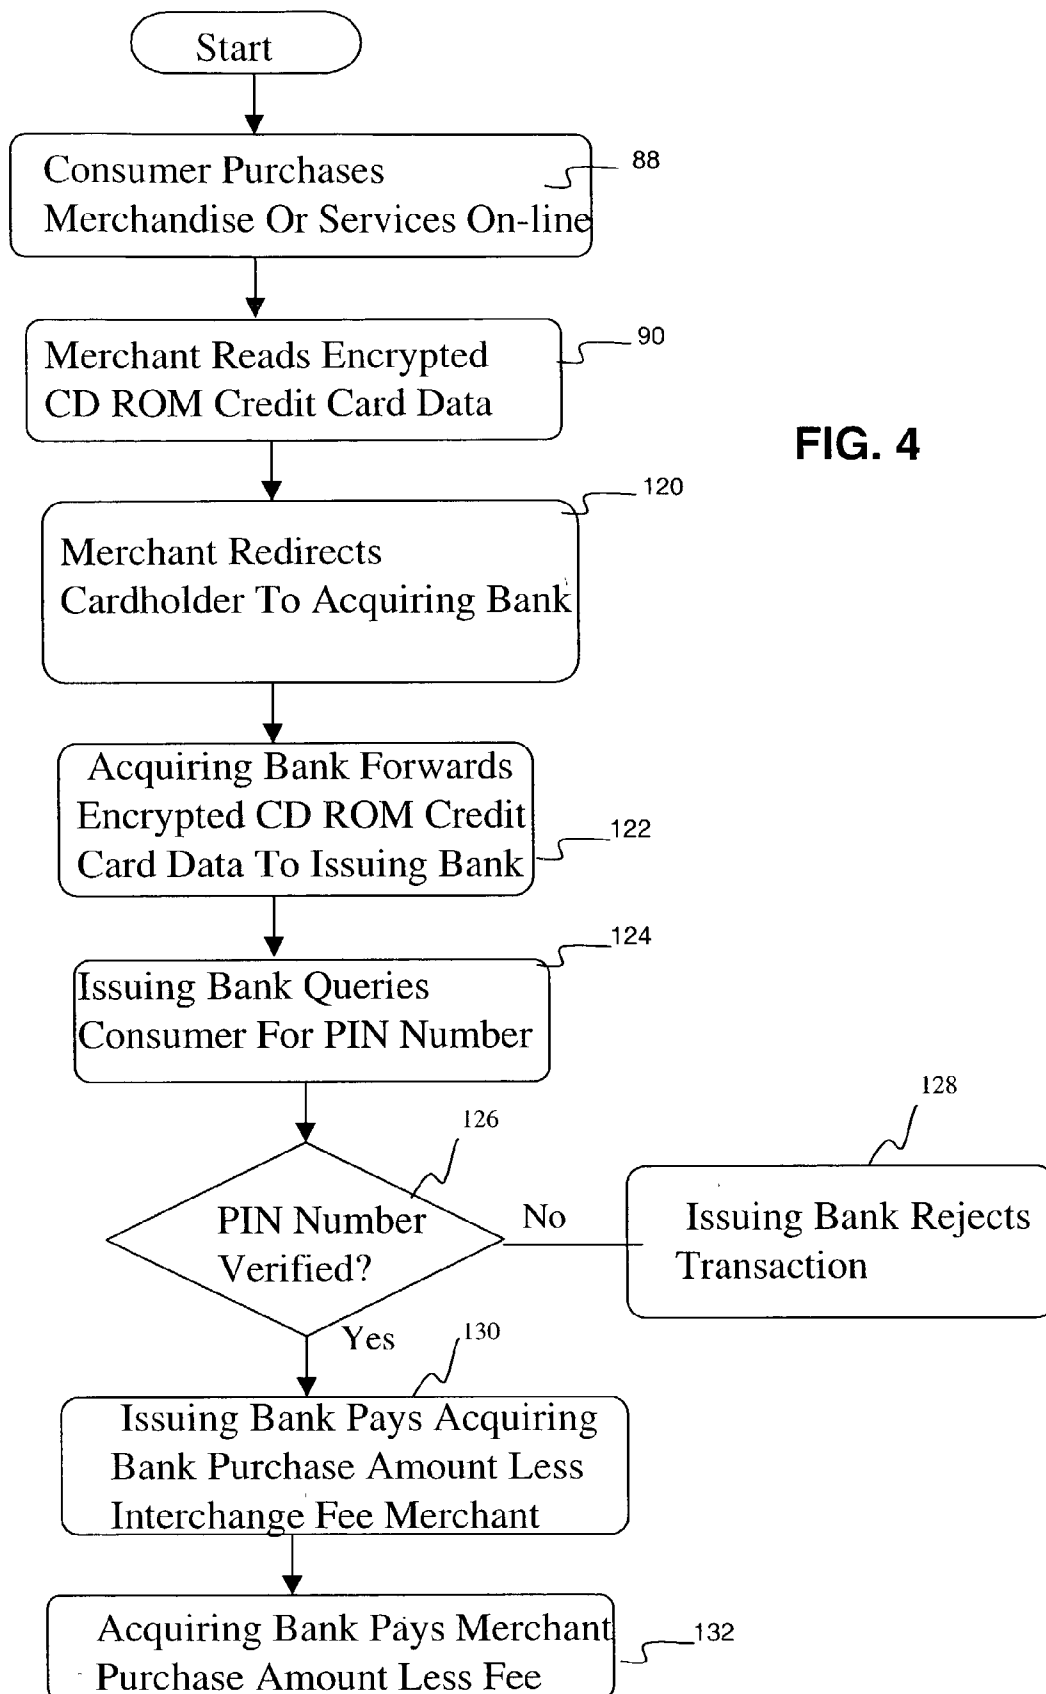 Start
Consumer Purchases
Merchandise Or Services On-line
88
Merchant Reads Encrypted
CD ROM Credit Card Data
90
FIG. 4
120
Merchant Redirects
Cardholder To Acquiring Bank
Acquiring Bank Forwards
Encrypted CD ROM Credit
Card Data To Issuing Bank
122
124
Issuing Bank Queries
Consumer For PIN Number
126
128
PIN Number
Verified?
No
Issuing Bank Rejects
Transaction
Yes
130
Issuing Bank Pays Acquiring
Bank Purchase Amount Less
Interchange Fee Merchant
Acquiring Bank Pays Merchant
Purchase Amount Less Fee
132